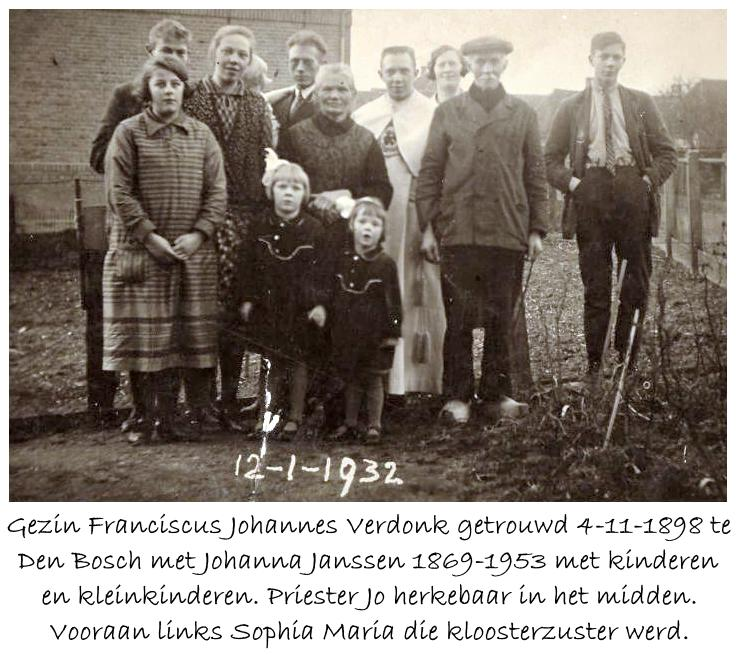 12-1-1932
Gezin Franciscus Johannes Verdonk getrouwd 4-11-1898 te
Den Bosch met Johanna Janssen 1869-1953 met kinderen
en kleinkinderen. Priester Jo herkebaar in het midden.
Vooraan links Sophia Maria die kloosterzuster werd.